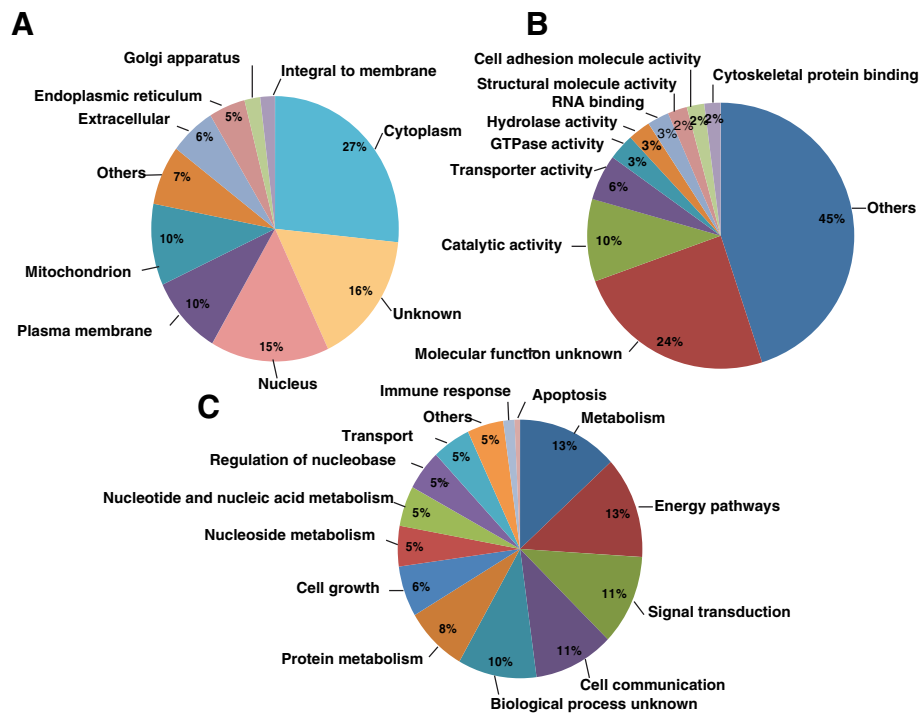 A
Golgi apparatus
Integral to membrane
Endoplasmic reticulum
Extracellular
Others
Mitochondrion
Plasma membrane
Nucleus
Unknown
Cytoplasm
5%
6%
7%
10%
10%
15%
16%
27%
B
Cell adhesion molecule activity
Cytoskeletal protein binding
Structural molecule activity
RNA binding
Hydrolase activity
GTPase activity
Transporter activity
Catalytic activity
Molecular function unknown
Others
2%
2%
2%
3%
3%
3%
6%
10%
24%
45%
C
Immune response
Apoptosis
Others
Metabolism
Transport
Regulation of nucleobase
Nucleotide and nucleic acid metabolism
Nucleoside metabolism
Cell growth
Protein metabolism
Biological process unknown
Cell communication
Signal transduction
Energy pathways
5%
5%
5%
5%
5%
6%
8%
10%
11%
11%
13%
13%